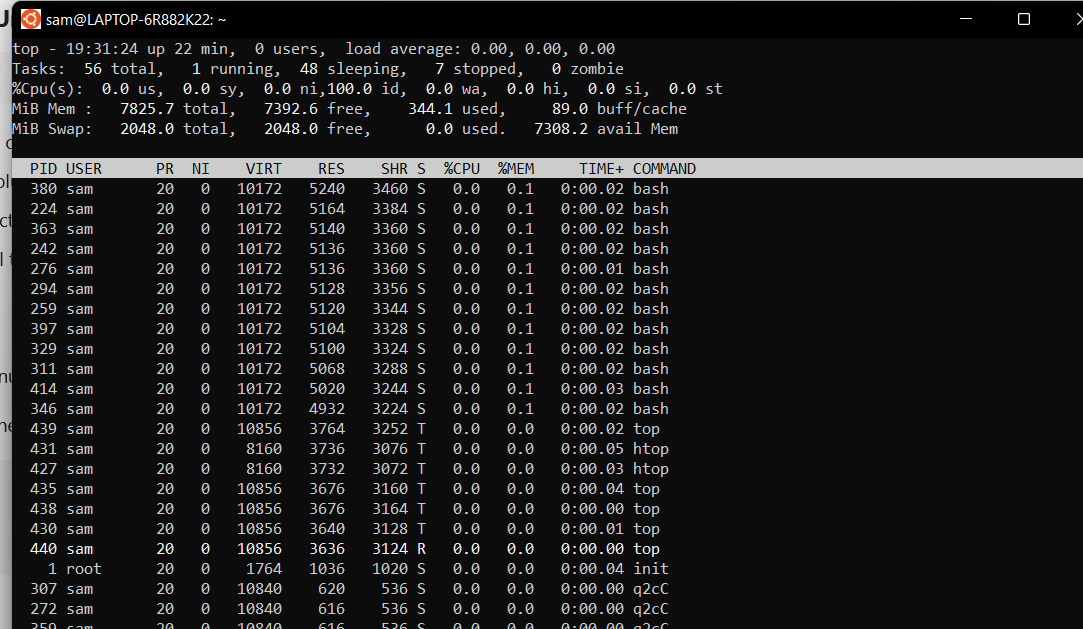 sam@LAPTOP-6R882K22: ~
top - 19:31:24 up 22 min,  0 users,  load average: 0.00, 0.00, 0.00
Tasks:  56 total,   1 running,  48 sleeping,   7 stopped,   0 zombie
%Cpu(s):  0.0 us,  0.0 sy,  0.0 ni,100.0 id,  0.0 wa,  0.0 hi,  0.0 si,  0.0 st
MiB Mem :   7825.7 total,   7392.6 free,    344.1 used,     89.0 buff/cache
MiB Swap:   2048.0 total,   2048.0 free,      0.0 used.   7308.2 avail Mem
PID USER      PR  NI    VIRT    RES    SHR S  %CPU  %MEM     TIME+ COMMAND
380 sam       20   0   10172   5240   3460 S   0.0   0.1   0:00.02 bash
224 sam       20   0   10172   5164   3384 S   0.0   0.1   0:00.02 bash
363 sam       20   0   10172   5140   3360 S   0.0   0.1   0:00.02 bash
242 sam       20   0   10172   5136   3360 S   0.0   0.1   0:00.02 bash
276 sam       20   0   10172   5136   3360 S   0.0   0.1   0:00.01 bash
294 sam       20   0   10172   5128   3356 S   0.0   0.1   0:00.02 bash
259 sam       20   0   10172   5120   3344 S   0.0   0.1   0:00.02 bash
397 sam       20   0   10172   5104   3328 S   0.0   0.1   0:00.02 bash
329 sam       20   0   10172   5100   3324 S   0.0   0.1   0:00.02 bash
311 sam       20   0   10172   5068   3288 S   0.0   0.1   0:00.02 bash
414 sam       20   0   10172   5020   3244 S   0.0   0.1   0:00.03 bash
346 sam       20   0   10172   4932   3224 S   0.0   0.1   0:00.02 bash
439 sam       20   0   10856   3764   3252 T   0.0   0.0   0:00.02 top
431 sam       20   0    8160   3736   3076 T   0.0   0.0   0:00.05 htop
427 sam       20   0    8160   3732   3072 T   0.0   0.0   0:00.03 htop
435 sam       20   0   10856   3676   3160 T   0.0   0.0   0:00.04 top
438 sam       20   0   10856   3676   3164 T   0.0   0.0   0:00.00 top
430 sam       20   0   10856   3640   3128 T   0.0   0.0   0:00.01 top
440 sam       20   0   10856   3636   3124 R   0.0   0.0   0:00.00 top
1 root      20   0    1764   1036   1020 S   0.0   0.0   0:00.04 init
307 sam       20   0   10840    620    536 S   0.0   0.0   0:00.00 q2cC
272 sam       20   0   10840    616    536 S   0.0   0.0   0:00.00 q2cC
359 sam       20   0   10840    616    536 S   0.0   0.0   0:00.00 q2cC